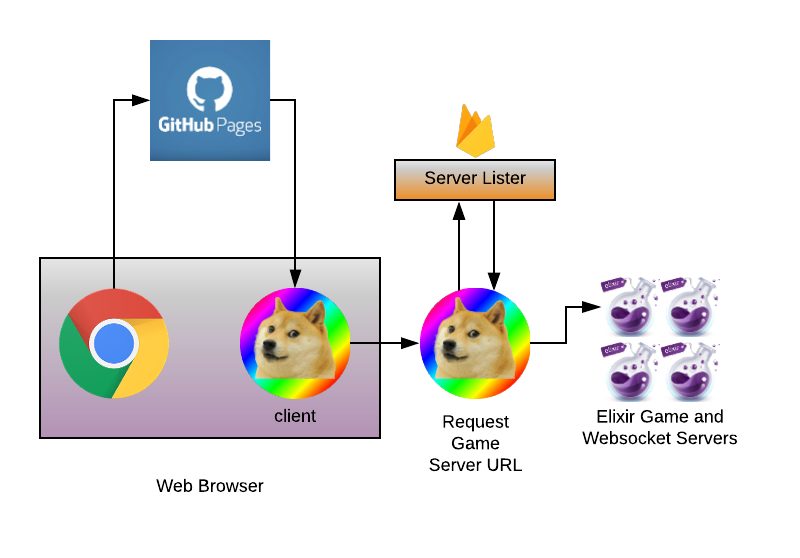 GitHub Pages
Server Lister
client
Request
Game
Server URL
elixir
elixir
elixir
elixir
Elixir Game and
Websocket Servers
Web Browser